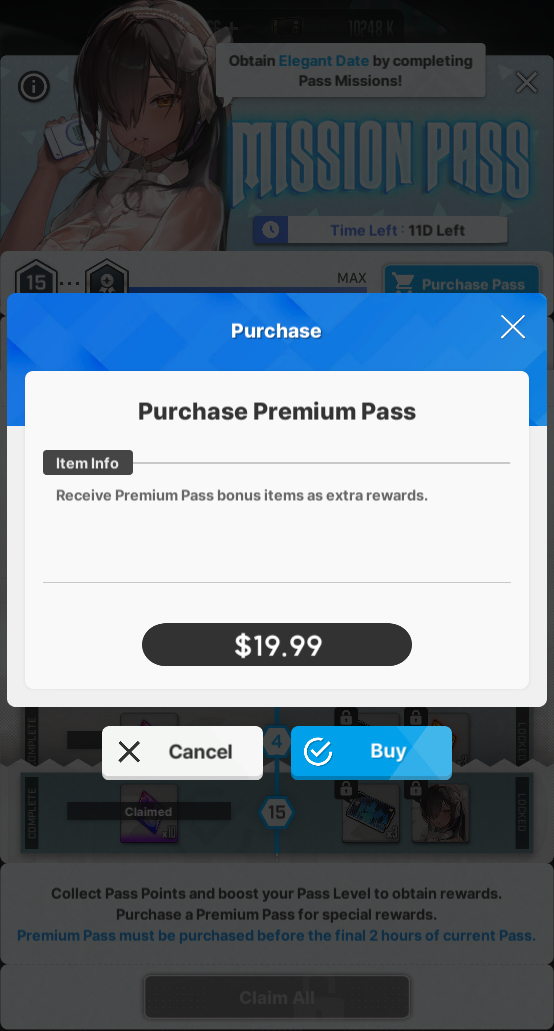 1024R K
Obtain Elegant Date by completing
Pass Missions!
MISSION PASS
Time Left : 11D Left
15
MAX
Purchase Pass
Purchase
Purchase Premium Pass
Item Info
Receive Premium Pass bonus items as extra rewards.
$19.99
COMPLETE
4
LOCKED
Cancel
Buy
COMPLETE
Claimed
15
LOCKED
Collect Pass Points and boost your Pass Level to obtain rewards.
Purchase a Premium Pass for special rewards.
Premium Pass must be purchased before the final 2 hours of current Pass.
Claim All